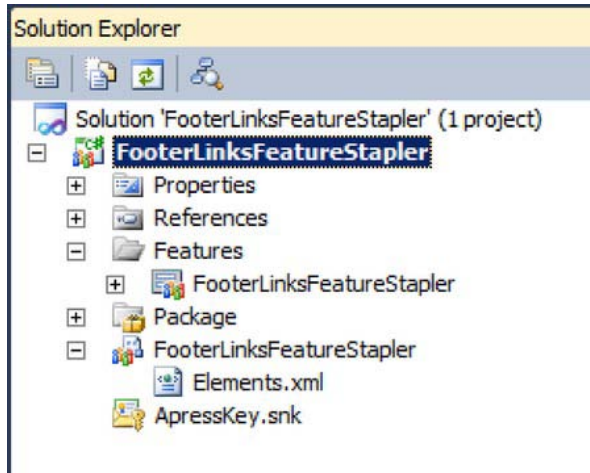 Solution Explorer
Solution 'FooterLinksFeatureStapler' (1 project)
FooterLinksFeatureStapler
Properties
References
Features
FooterLinksFeatureStapler
Package
FooterLinksFeatureStapler
Elements.xml
ApressKey.snk